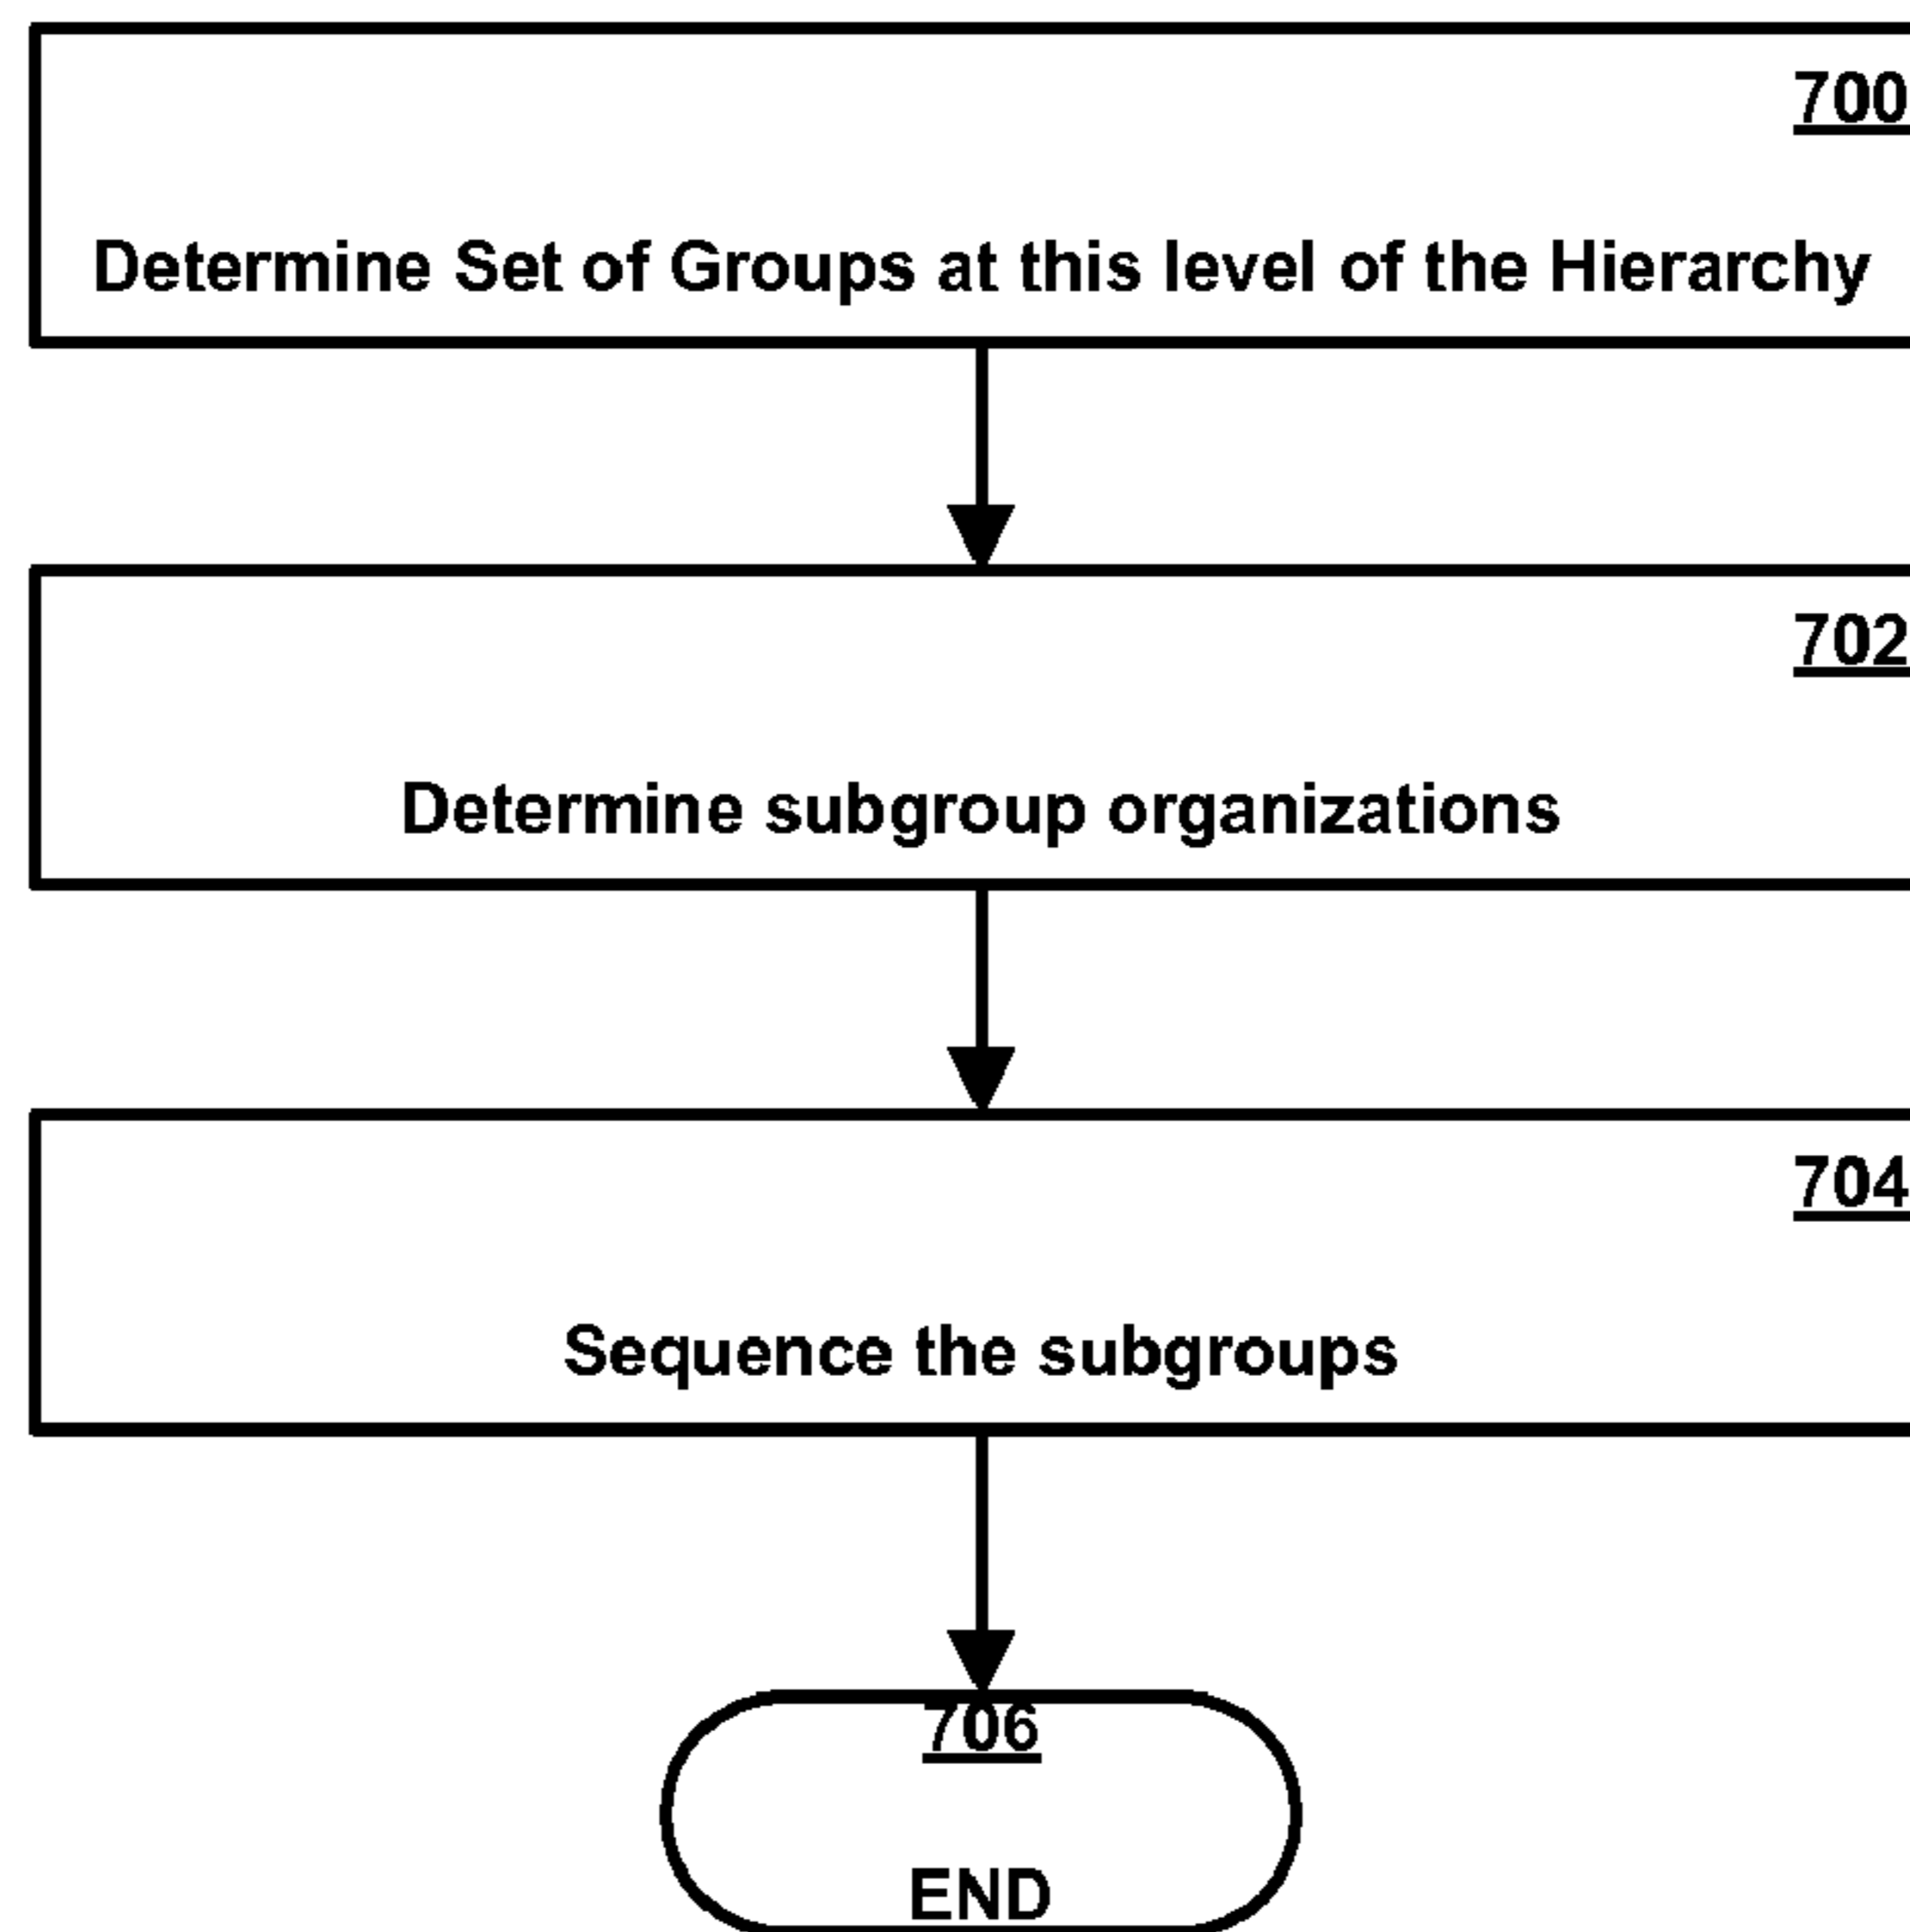 700
Determine Set of Groups at this level of the Hierarchy
702
Determine subgroup organizations
704
Sequence the subgroups
706
END